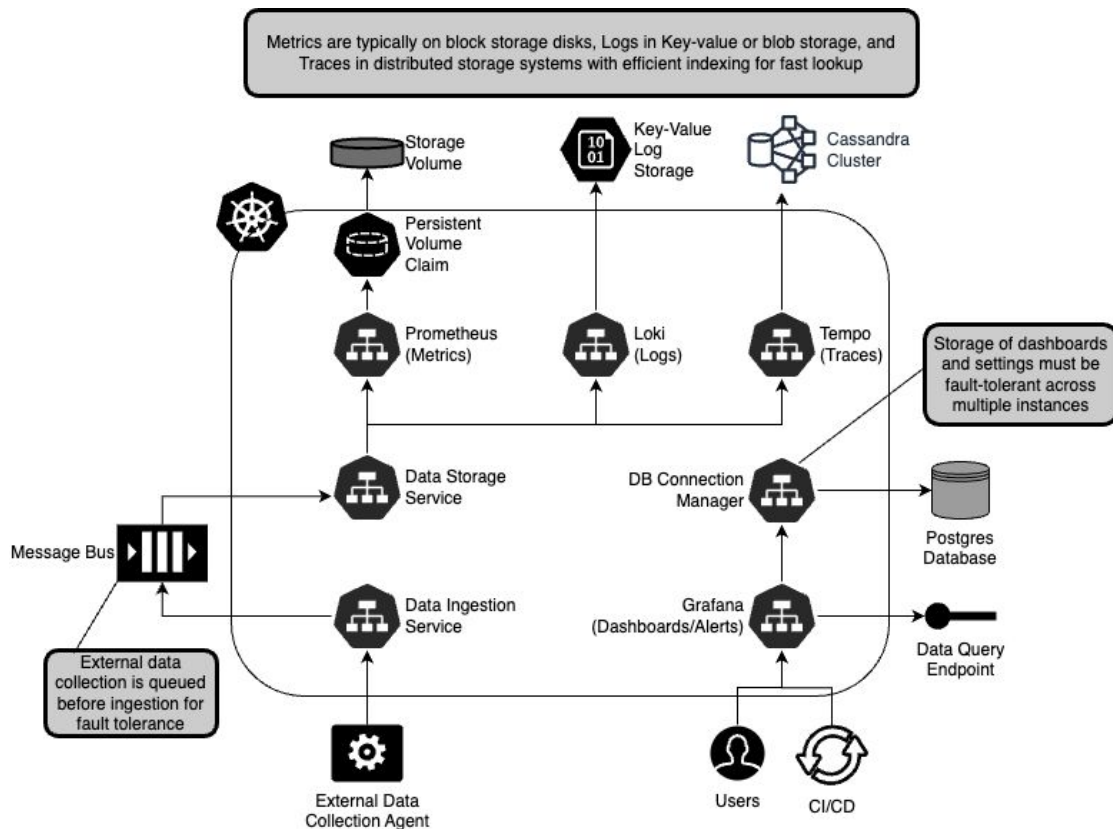 Metrics are typically on block storage disks, Logs in Key-value or blob storage, and
Traces in distributed storage systems with efficient indexing for fast lookup
Storage
Volume
10
01
Key-Value
Log
Storage
Cassandra
Cluster
Persistent
Volume
Claim
Prometheus
(Metrics)
Loki
(Logs)
Tempo
(Traces)
Storage of dashboards
and settings must be
fault-tolerant across
multiple instances
Data Storage
Service
DB Connection
Manager
Postgres
Database
Message Bus
Data Ingestion
Service
Grafana
(Dashboards/Alerts)
Data Query
Endpoint
External data
collection is queued
before ingestion for
fault tolerance
External Data
Collection Agent
Users
CI/CD